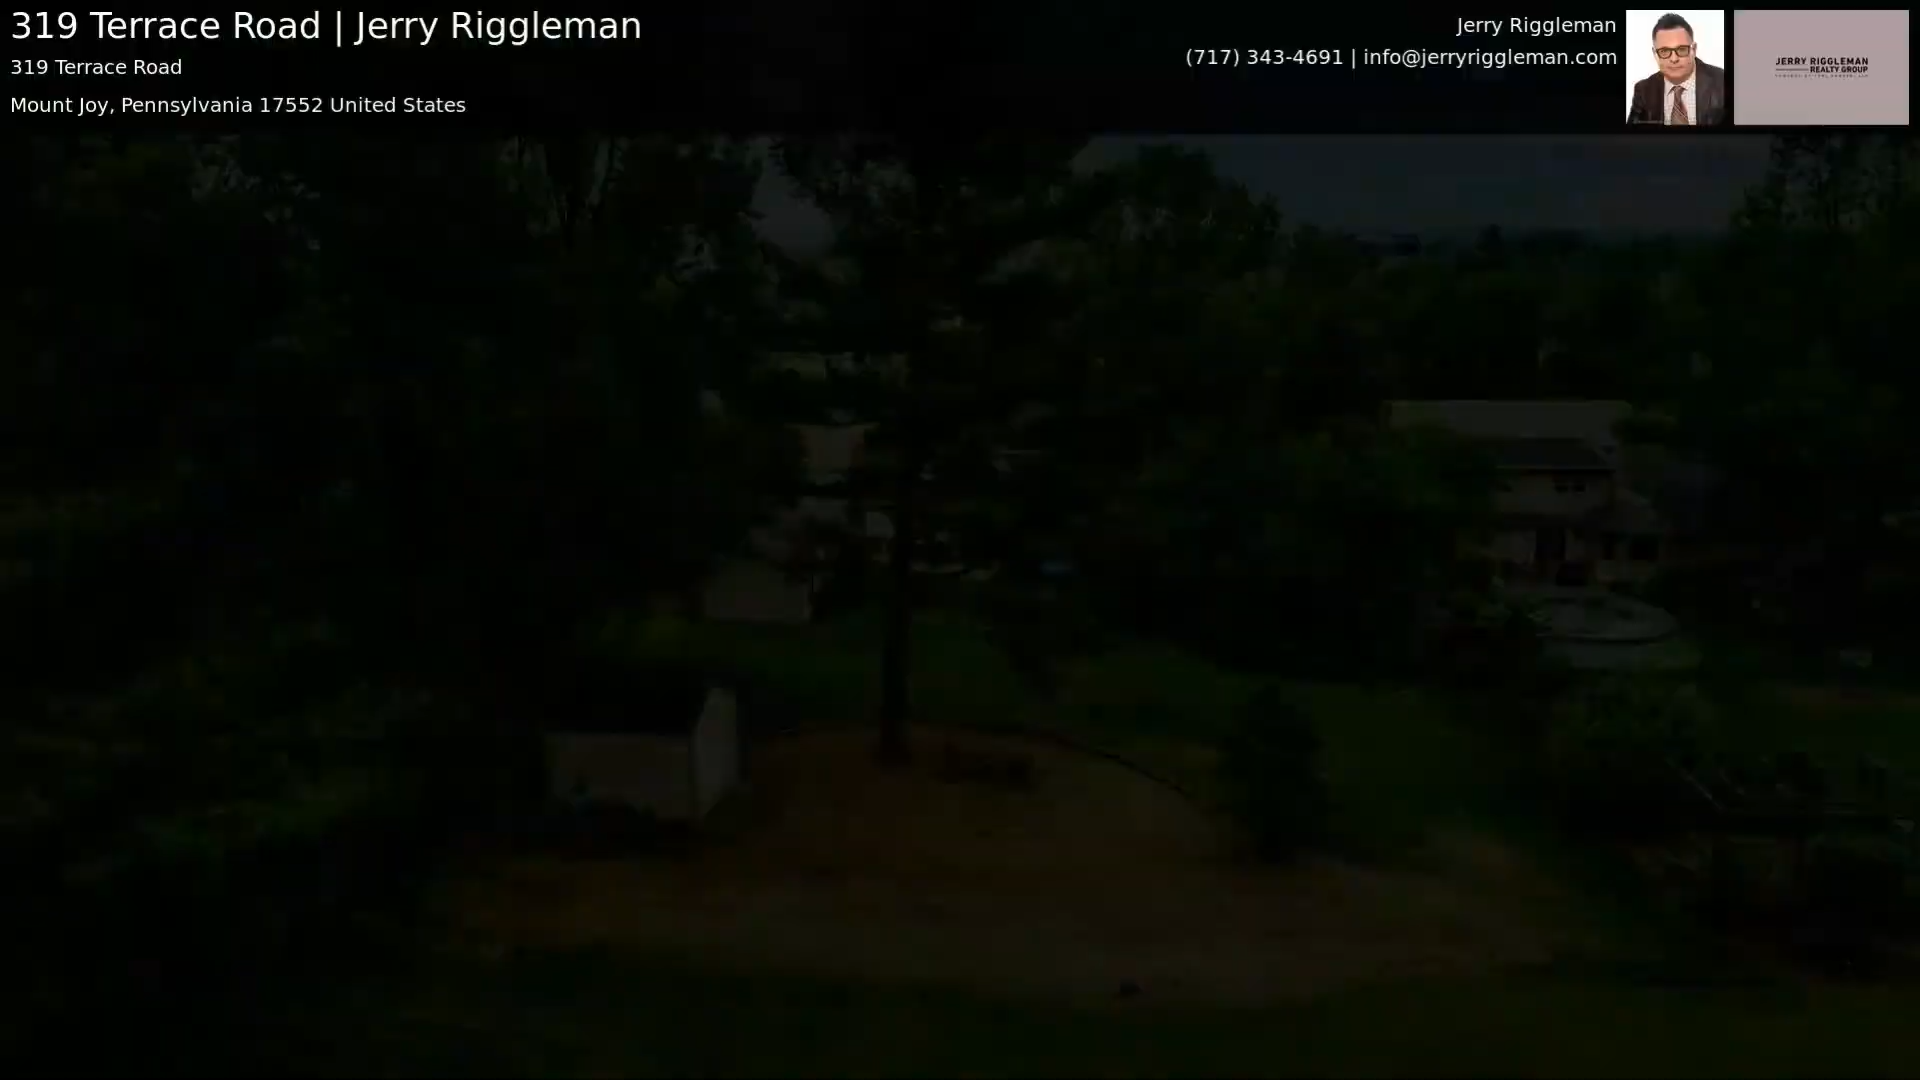 319 Terrace Road | Jerry Riggleman
319 Terrace Road
Mount Joy, Pennsylvania 17552 United States
Jerry Riggleman
(717) 343-4691 | info@jerryriggleman.com
JERRY RIGGLEMAN
REALTY GROUP